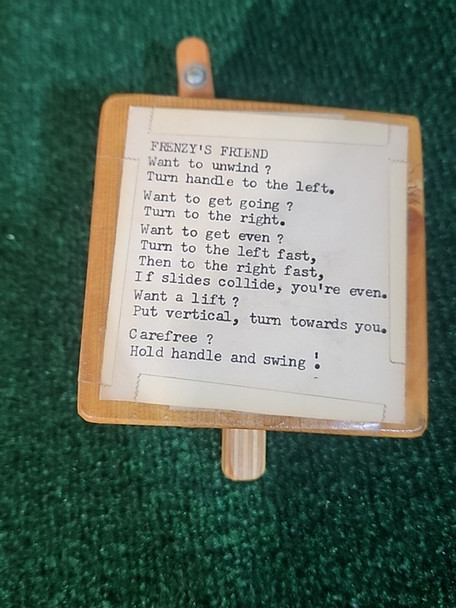 FRENZY'S FRIEND
Want to unwind ?
Turn handle to the left.
Want to get going ?
Turn to the right.
Want to get even ?
Turn to the left fast,
Then to the right fast,
If slides collide, you're even.
Want a lift ?
Put vertical, turn towards you.
Carefree ?
Hold handle and swing !